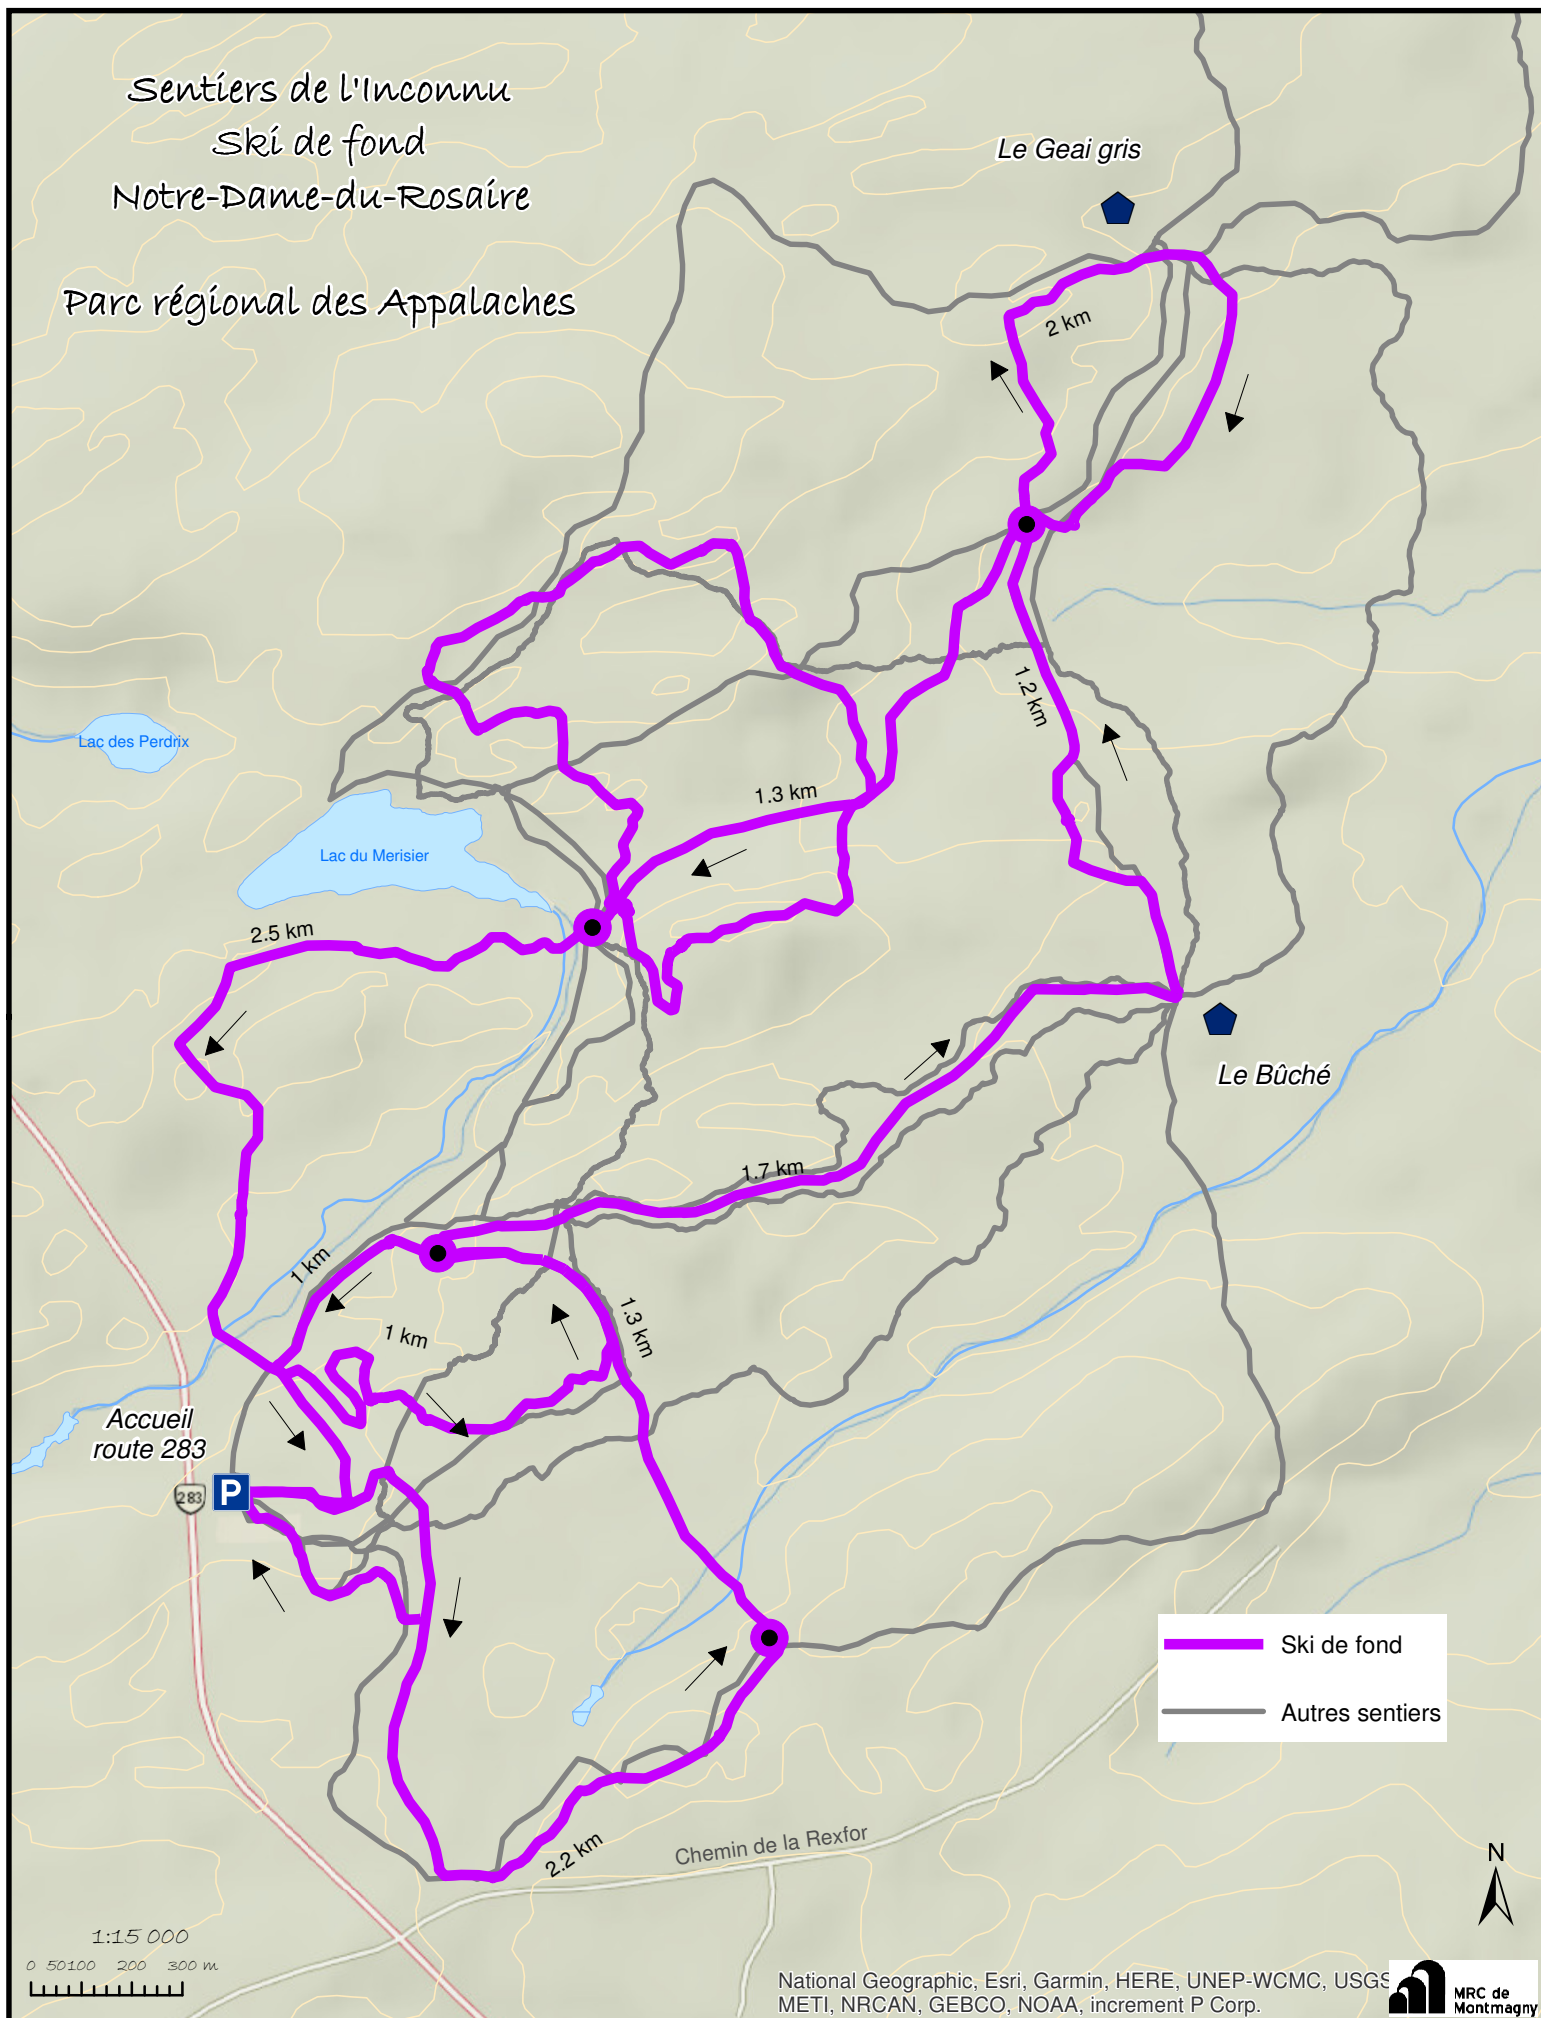 Sentiers de l'Inconnu
Ski de fond
Notre-Dame-du-Rosaire
Parc régional des Appalaches
Le Geai gris
2 km
1.2 km
Lac des Perdrix
1.3 km
Lac du Merisier
2.5 km
Le Bûché
1.7 km
1 km
1 km
1.3 km
Accueil
route 283
P
283
Ski de fond
Autres sentiers
2.2 km
Chemin de la Rexfor
N
1:15 000
0 50100 200 300 m
National Geographic, Esri, Garmin, HERE, UNEP-WCMC, USGS
METI, NRCAN, GEBCO, NOAA, increment P Corp.
MRC de
Montmagny